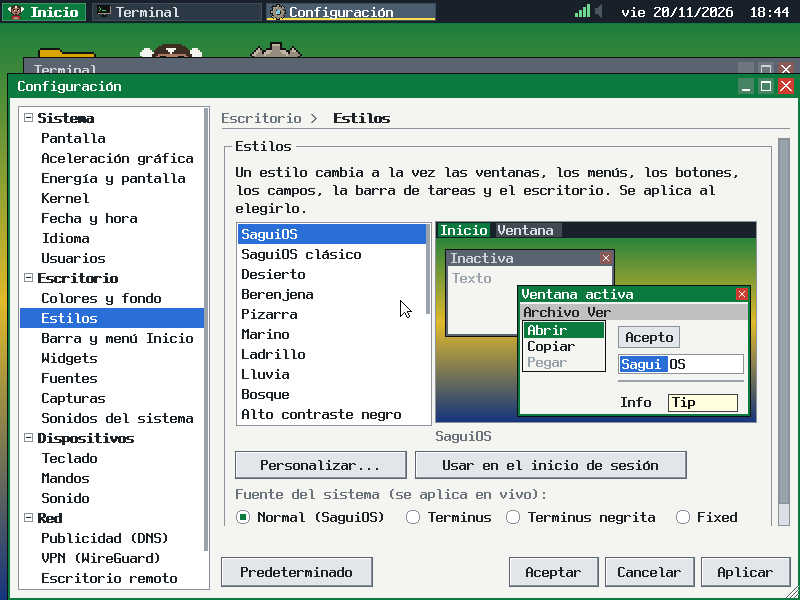 Inicio
Terminal
Configuración
vie 20/11/2026 18:44
Terminal
Configuración
Sistema
Pantalla
Aceleración gráfica
Energía y pantalla
Kernel
Fecha y hora
Idioma
Usuarios
Escritorio
Colores y fondo
Estilos
Barra y menú Inicio
Widgets
Fuentes
Capturas
Sonidos del sistema
Dispositivos
Teclado
Mandos
Sonido
Red
Publicidad (DNS)
VPN (WireGuard)
Escritorio remoto
Escritorio > Estilos
Estilos
Un estilo cambia a la vez las ventanas, los menús, los botones,
los campos, la barra de tareas y el escritorio. Se aplica al
elegirlo.
SaguiOS
SaguiOS clásico
Desierto
Berenjena
Pizarra
Marino
Ladrillo
Lluvia
Bosque
Alto contraste negro
Inicio Ventana
Inactiva
Texto
Ventana activa
Archivo Ver
Abrir
Copiar
Pegar
Acepto
Sagui OS
Info
Tip
SaguiOS
Personalizar...
Usar en el inicio de sesión
Fuente del sistema (se aplica en vivo):
Normal (SaguiOS)
Terminus
Terminus negrita
Fixed
Predeterminado
Aceptar
Cancelar
Aplicar